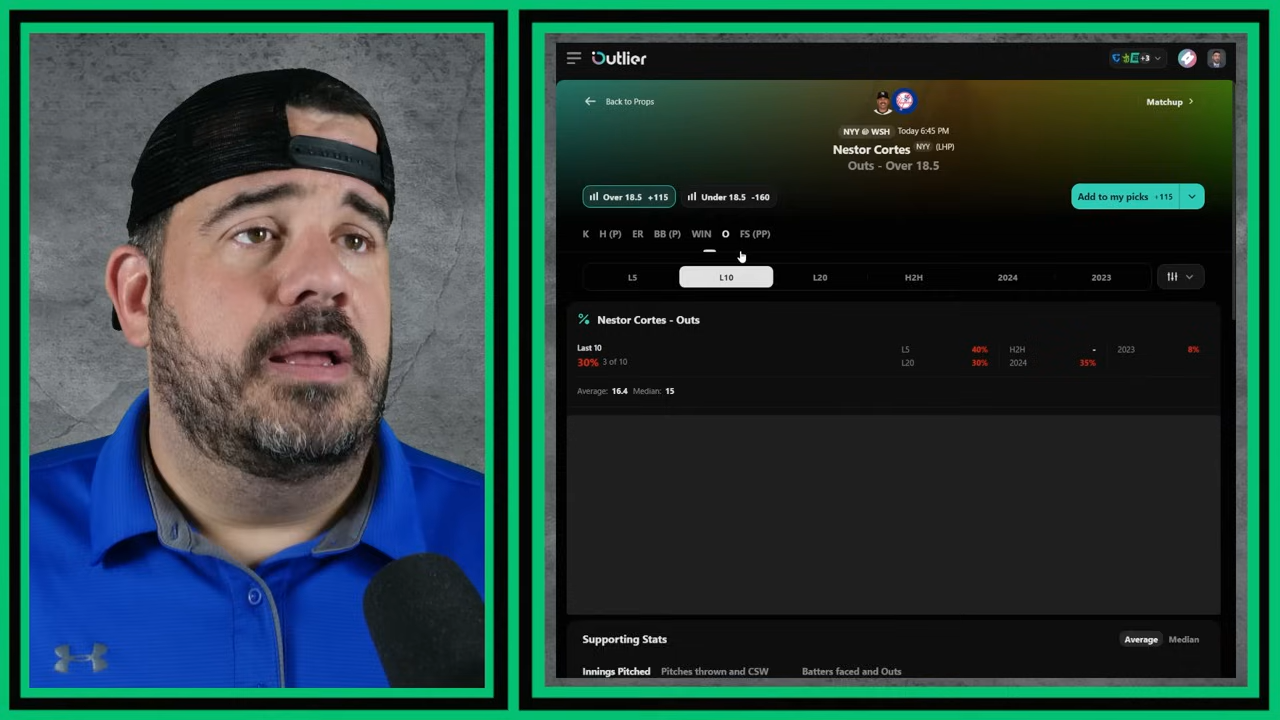 Outlier
+3
Back to Props
Matchup
NYY @ WSH Today 6:45 PM
Nestor Cortes NYY (LHP)
Outs - Over 18.5
Over 18.5 +115
Under 18.5 -160
Add to my picks +115
K H (P) ER BB (P) WIN O FS (PP)
L5 L10 L20 H2H 2024 2023
% Nestor Cortes - Outs
Last 10
30% 3 of 10
L5 40% H2H - 2023 8%
L20 30% 2024 35%
Average: 16.4 Median: 15
Supporting Stats
Average Median
Innings Pitched Pitches thrown and CSW Batters faced and Outs